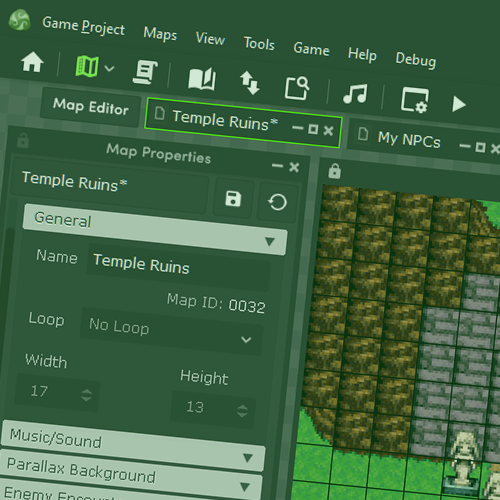 Game Project Maps View Tools Game Help Debug
Map Editor Temple Ruins* My NPCs
Map Properties
Temple Ruins*
General
Name Temple Ruins
Map ID: 0032
Loop No Loop
Width Height
17 13
Music/Sound
Parallax Background